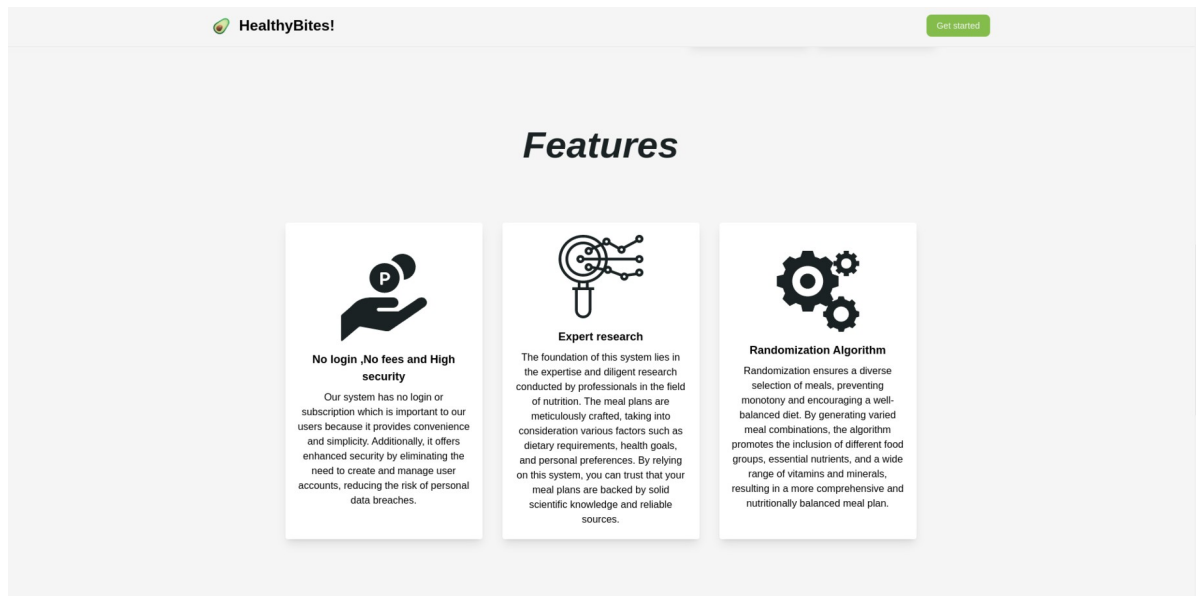 HealthyBites!
Get started
Features
P
No login ,No fees and High
security
Our system has no login or
subscription which is important to our
users because it provides convenience
and simplicity. Additionally, it offers
enhanced security by eliminating the
need to create and manage user
accounts, reducing the risk of personal
data breaches.
Expert research
The foundation of this system lies in
the expertise and diligent research
conducted by professionals in the field
of nutrition. The meal plans are
meticulously crafted, taking into
consideration various factors such as
dietary requirements, health goals,
and personal preferences. By relying
on this system, you can trust that your
meal plans are backed by solid
scientific knowledge and reliable
sources.
Randomization Algorithm
Randomization ensures a diverse
selection of meals, preventing
monotony and encouraging a well-
balanced diet. By generating varied
meal combinations, the algorithm
promotes the inclusion of different food
groups, essential nutrients, and a wide
range of vitamins and minerals,
resulting in a more comprehensive and
nutritionally balanced meal plan.